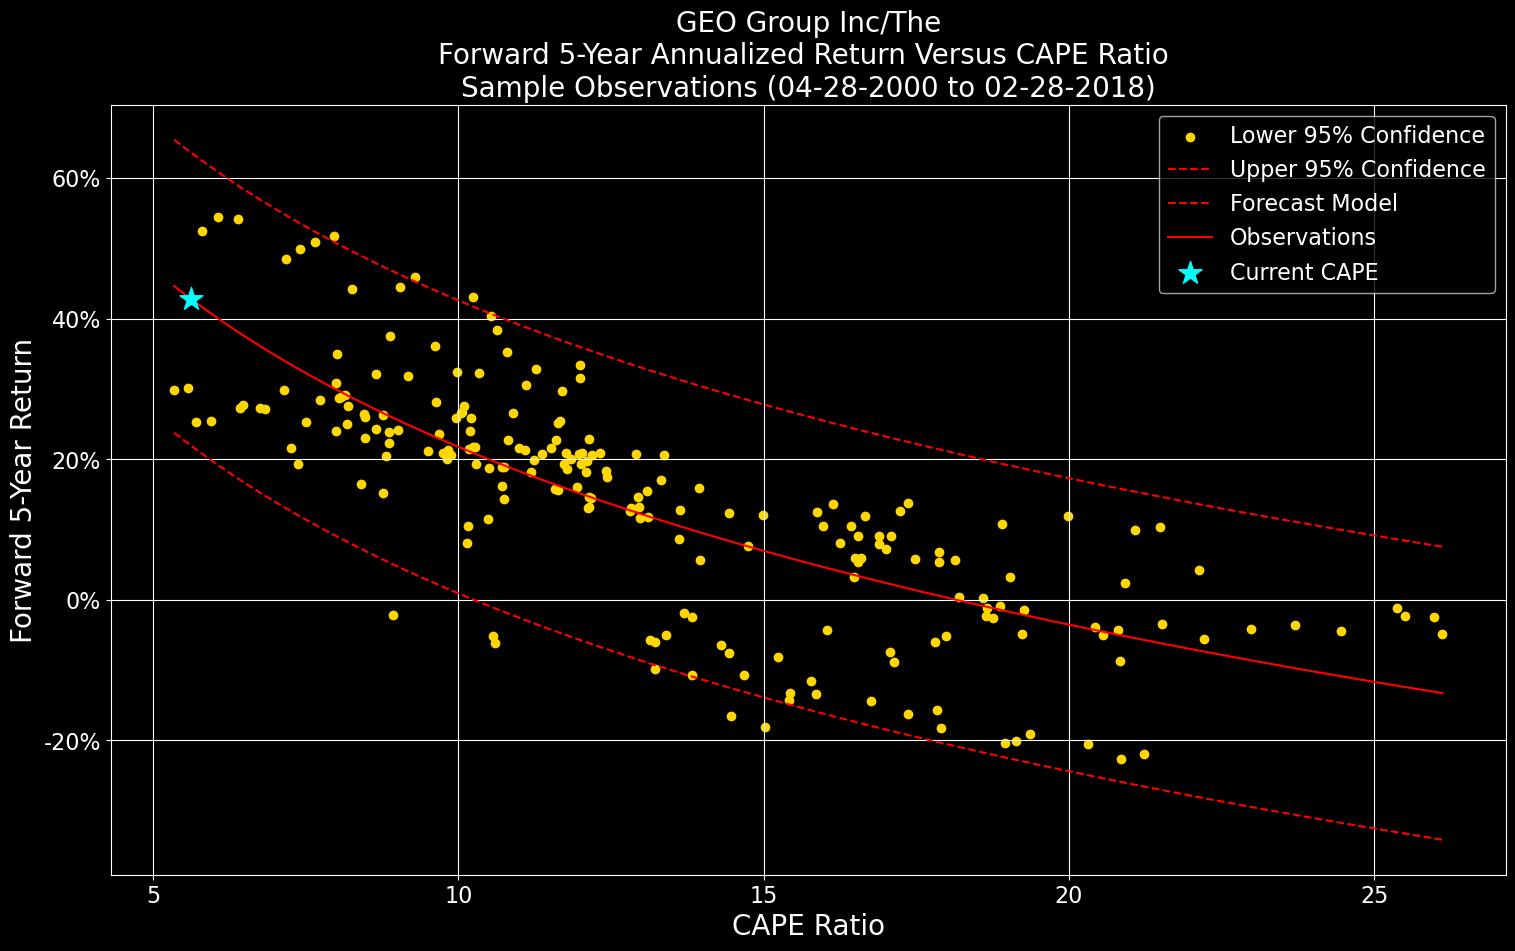 GEO Group Inc/The
Forward 5-Year Annualized Return Versus CAPE Ratio
Sample Observations (04-28-2000 to 02-28-2018)
Lower 95% Confidence
Upper 95% Confidence
Forecast Model
Observations
Current CAPE
Forward 5-Year Return
60%
40%
20%
0%
-20%
5 10 15 20 25
CAPE Ratio